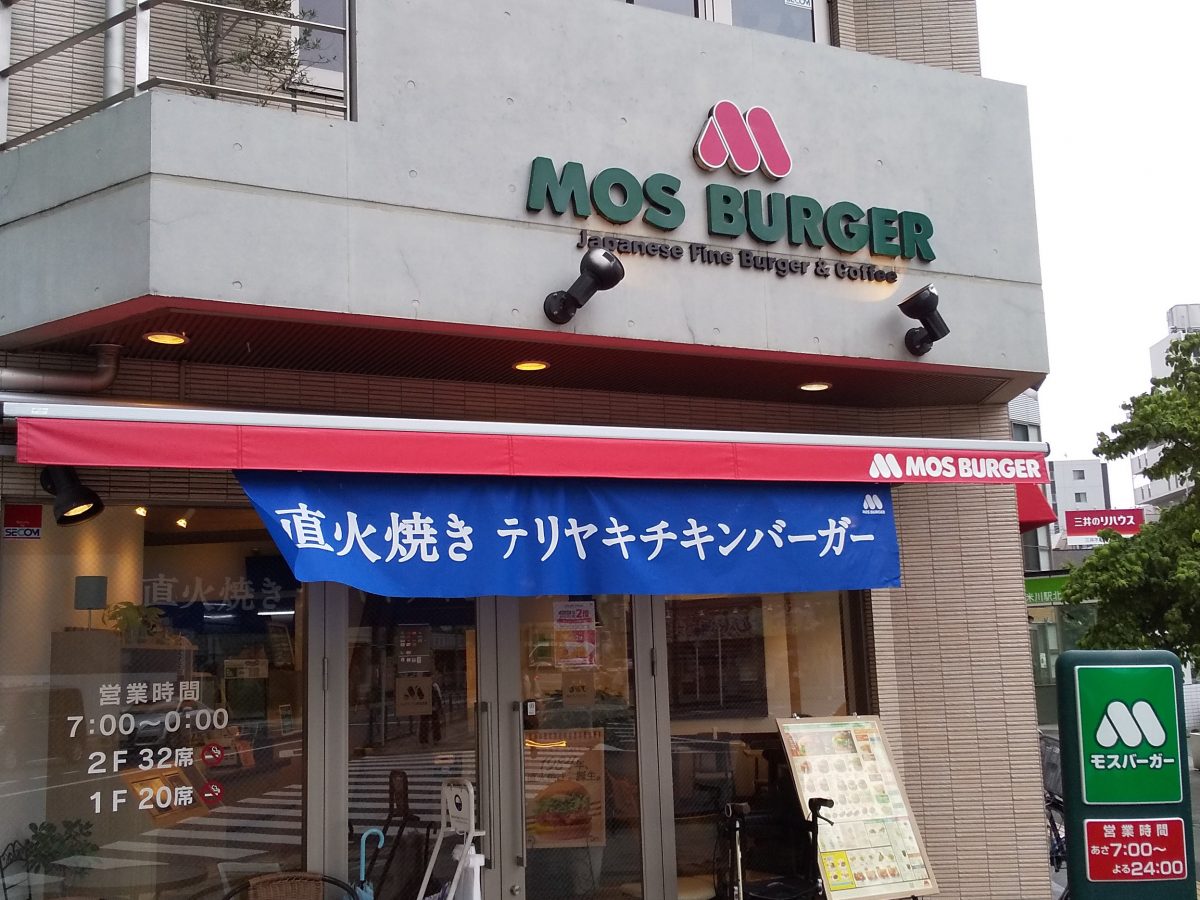 SECOM
MOS BURGER
Japanese Fine Burger & Coffee
MOS BURGER
直火焼き テリヤキチキンバーガー
MOS BURGER
SECOM
直火焼き
三井のリハウス
営業時間
7:00～0:00
2F 32席
1F 20席
モスバーガー
営業時間
あさ7:00～
よる24:00